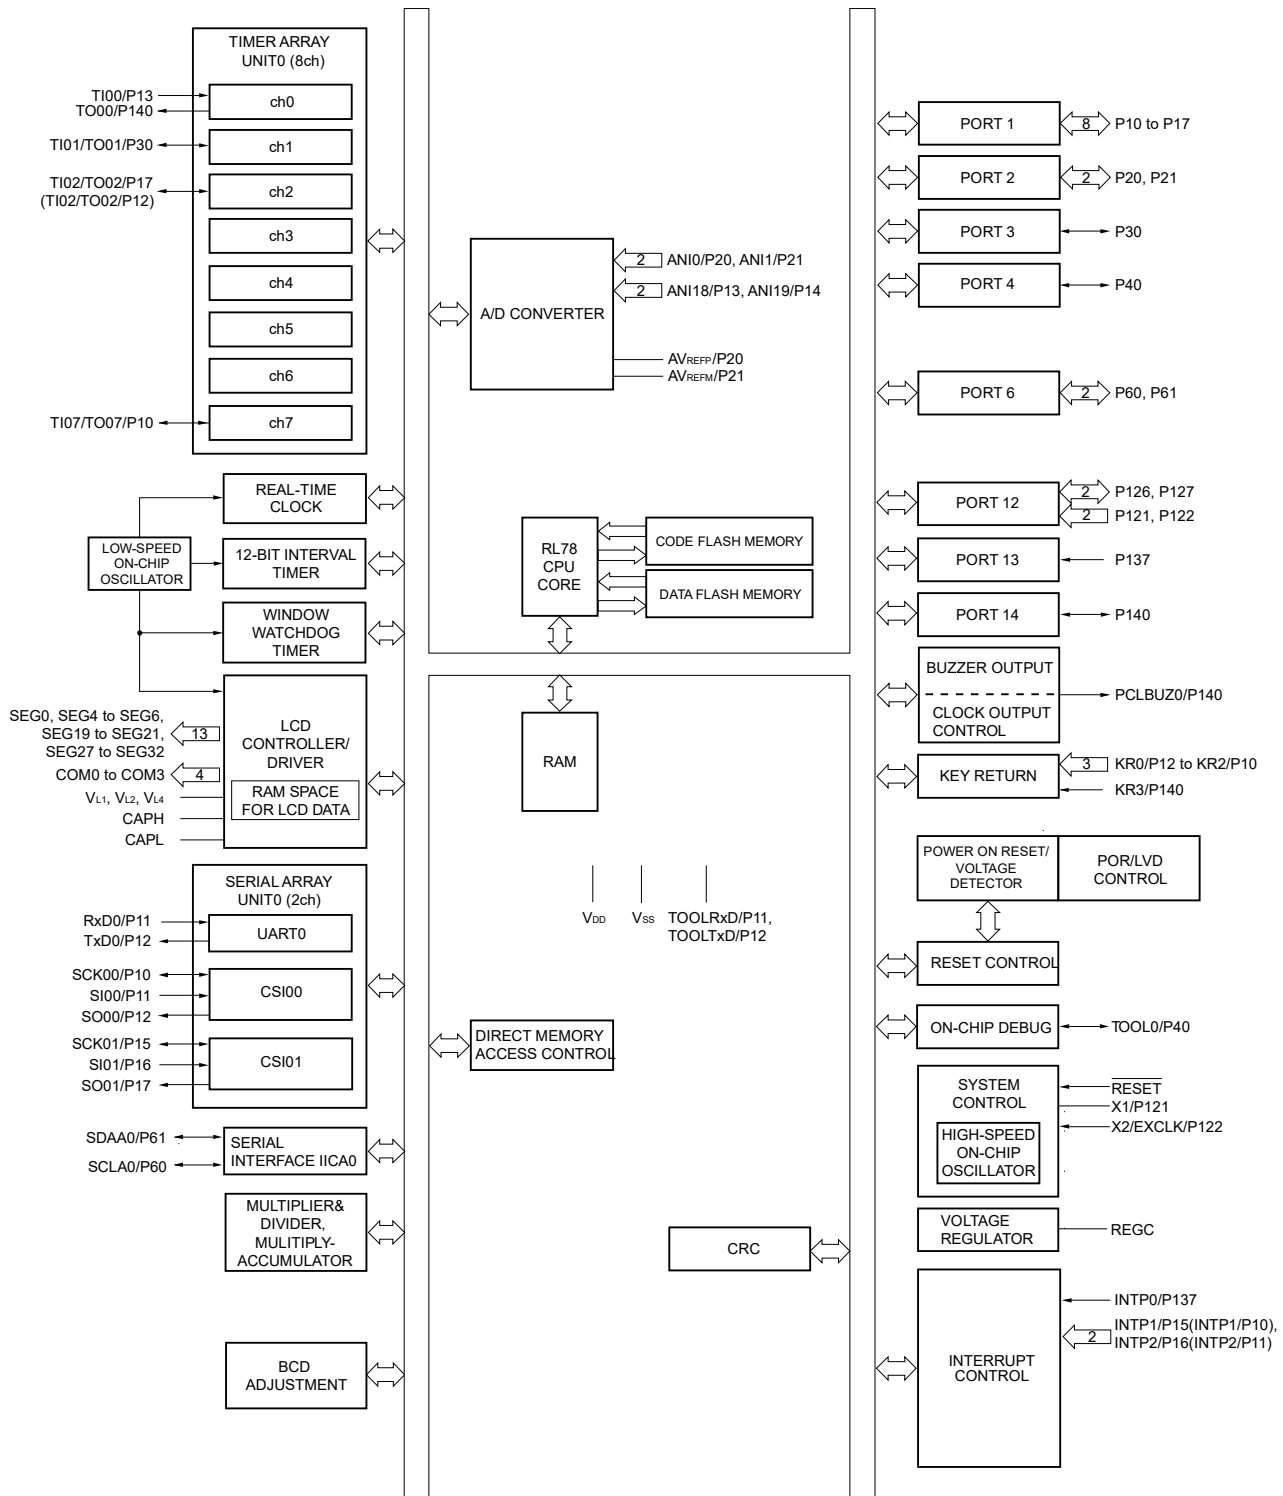 TIMER ARRAY
UNIT0 (8ch)
TI00/P13
TO00/P140
ch0
TI01/TO01/P30
ch1
TI02/TO02/P17
(TI02/TO02/P12)
ch2
ch3
ch4
ch5
ch6
TI07/TO07/P10
ch7
REAL-TIME
CLOCK
LOW-SPEED
ON-CHIP
OSCILLATOR
12-BIT INTERVAL
TIMER
WINDOW
WATCHDOG
TIMER
SEG0, SEG4 to SEG6,
SEG19 to SEG21,
SEG27 to SEG32
13
COM0 to COM3
4
VL1, VL2, VL4
CAPH
CAPL
LCD
CONTROLLER/
DRIVER
RAM SPACE
FOR LCD DATA
SERIAL ARRAY
UNIT0 (2ch)
RxD0/P11
TxD0/P12
UART0
SCK00/P10
SI00/P11
SO00/P12
CSI00
SCK01/P15
SI01/P16
SO01/P17
CSI01
SDAA0/P61
SCLA0/P60
SERIAL
INTERFACE IICA0
MULTIPLIER&
DIVIDER,
MULITIPLY-
ACCUMULATOR
BCD
ADJUSTMENT
A/D CONVERTER
2
ANI0/P20, ANI1/P21
2
ANI18/P13, ANI19/P14
AVREFP/P20
AVREFM/P21
RL78
CPU
CORE
CODE FLASH MEMORY
DATA FLASH MEMORY
RAM
VDD
VSS
TOOLRxD/P11,
TOOLTxD/P12
DIRECT MEMORY
ACCESS CONTROL
CRC
PORT 1
8
P10 to P17
PORT 2
2
P20, P21
PORT 3
P30
PORT 4
P40
PORT 6
2
P60, P61
PORT 12
2
P126, P127
2
P121, P122
PORT 13
P137
PORT 14
P140
BUZZER OUTPUT
CLOCK OUTPUT
CONTROL
PCLBUZ0/P140
KEY RETURN
3
KR0/P12 to KR2/P10
KR3/P140
POWER ON RESET/
VOLTAGE
DETECTOR
POR/LVD
CONTROL
RESET CONTROL
ON-CHIP DEBUG
TOOL0/P40
SYSTEM
CONTROL
HIGH-SPEED
ON-CHIP
OSCILLATOR
RESET
X1/P121
X2/EXCLK/P122
VOLTAGE
REGULATOR
REGC
INTERRUPT
CONTROL
INTP0/P137
2
INTP1/P15(INTP1/P10),
INTP2/P16(INTP2/P11)